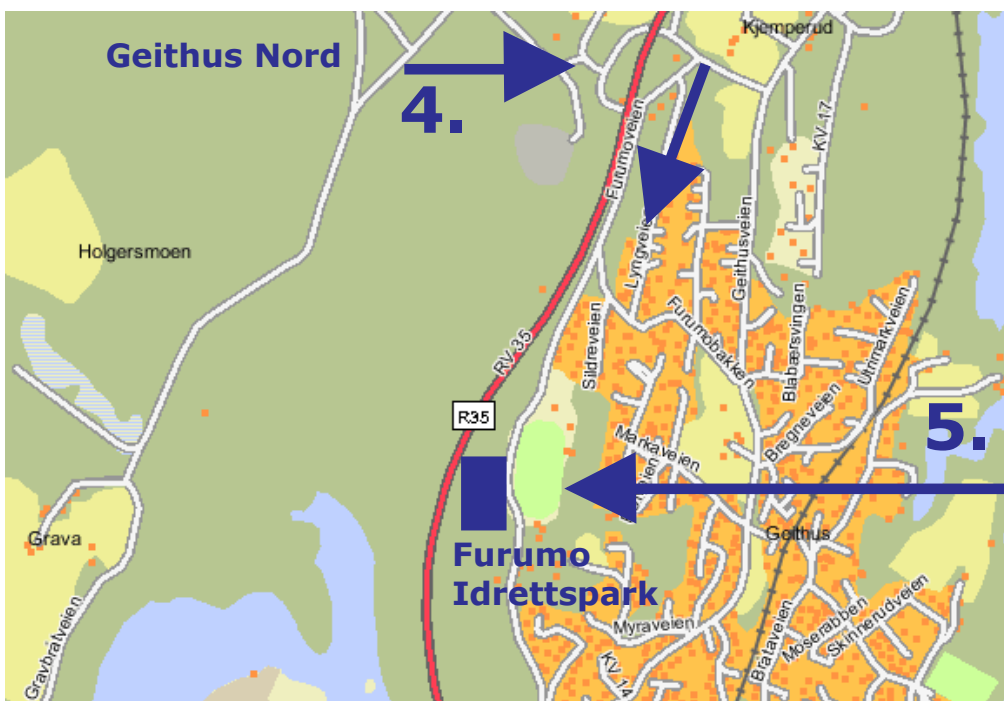 Kjemperud
Geithus Nord
4.
KV 17
Furumoveien
Holgersmoen
Lyngveien
Geithusveien
Sildreveien
Furumobakken
Blabærsvingen
Utnmarkveien
RV 35
R35
5.
Bregneveien
Markaveien
Grava
Geithus
Furumo
Idrettspark
Gravbratveien
Myraveien
KV 14
Brataveien
Moserabben
Skinnerudveien